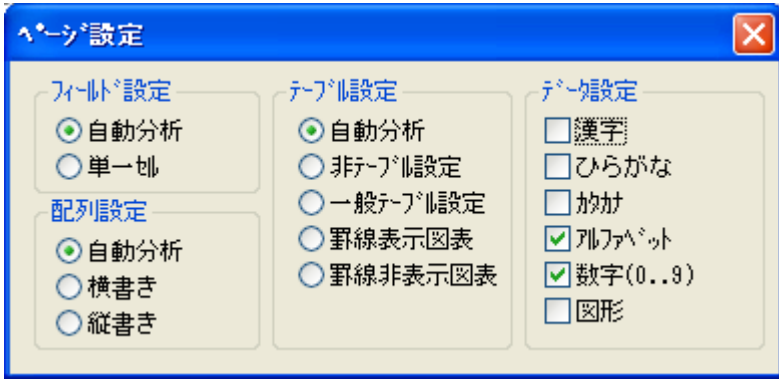 ﾍﾟｰｼﾞ設定
ﾌｨｰﾙﾄﾞ設定
自動分析
単一ｾﾙ
配列設定
自動分析
横書き
縦書き
ﾃｰﾌﾞﾙ設定
自動分析
非ﾃｰﾌﾞﾙ設定
一般ﾃｰﾌﾞﾙ設定
罫線表示図表
罫線非表示図表
ﾃﾞｰﾀ設定
漢字
ひらがな
ｶﾀｶﾅ
ｱﾙﾌｧﾍﾞｯﾄ
数字(0..9)
図形